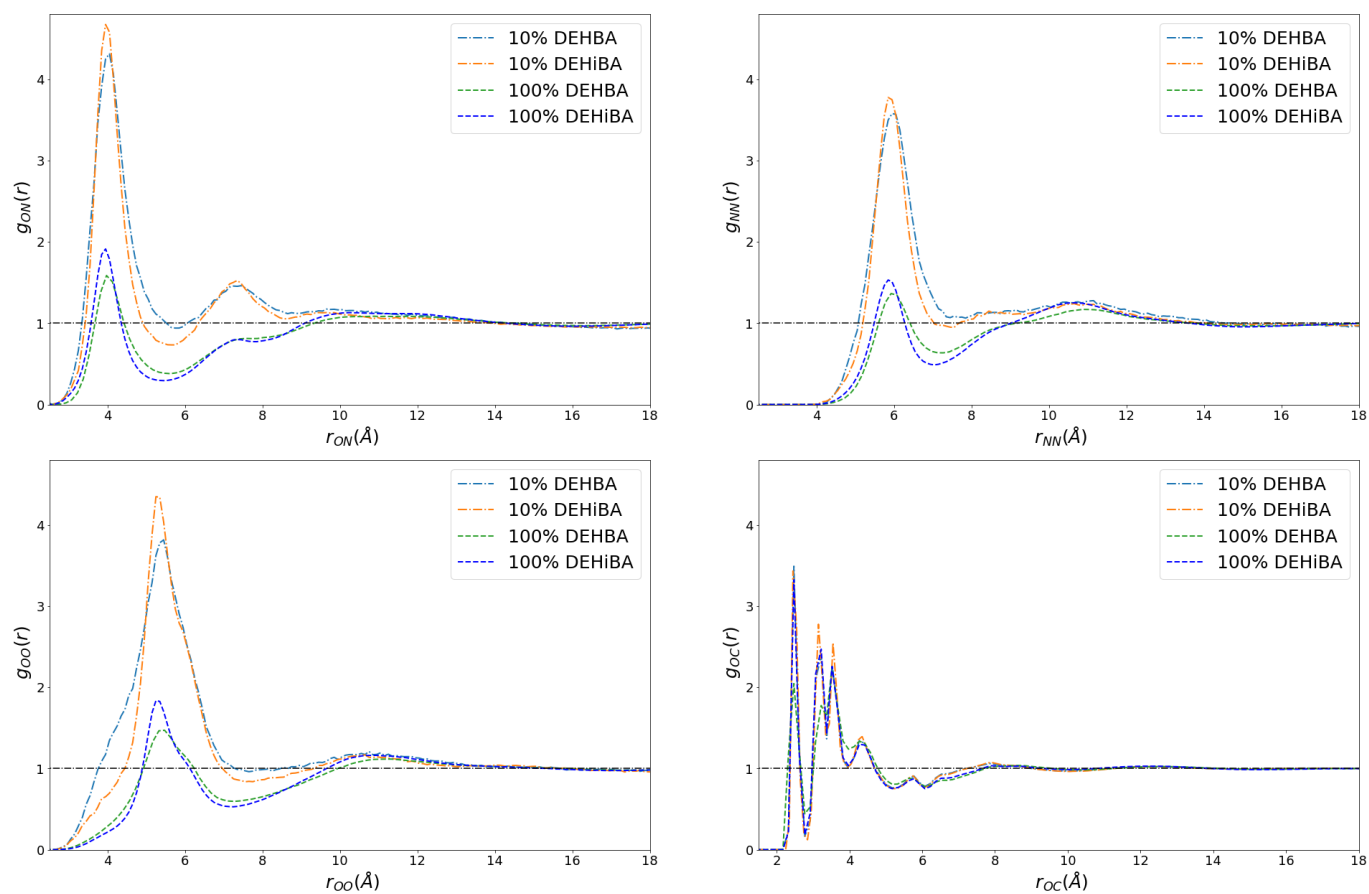 10% DEHBA
10% DEHiBA
100% DEHBA
100% DEHiBA
g_ON(r)
4
3
2
1
0
4 6 8 10 12 14 16 18
r_ON(Å)
10% DEHBA
10% DEHiBA
100% DEHBA
100% DEHiBA
g_NN(r)
4
3
2
1
0
4 6 8 10 12 14 16 18
r_NN(Å)
10% DEHBA
10% DEHiBA
100% DEHBA
100% DEHiBA
g_OO(r)
4
3
2
1
0
4 6 8 10 12 14 16 18
r_OO(Å)
10% DEHBA
10% DEHiBA
100% DEHBA
100% DEHiBA
g_OC(r)
4
3
2
1
0
2 4 6 8 10 12 14 16 18
r_OC(Å)